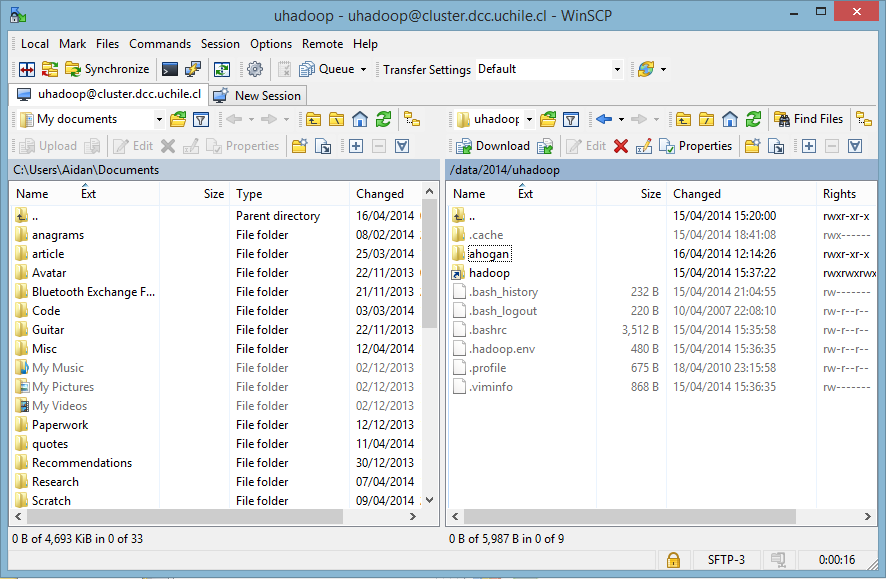 uhadoop - uhadoop@cluster.dcc.uchile.cl - WinSCP
Local Mark Files Commands Session Options Remote Help
Synchronize Queue Transfer Settings Default
uhadoop@cluster.dcc.uchile.cl New Session
My documents uhadoop Find Files
Upload Edit Properties Download Edit Properties
C:\Users\Aidan\Documents /data/2014/uhadoop
Name Ext Size Type Changed
.. Parent directory 16/04/2014
anagrams File folder 08/02/2014
article File folder 25/03/2014
Avatar File folder 22/11/2013
Bluetooth Exchange F... File folder 21/11/2013
Code File folder 03/03/2014
Guitar File folder 22/11/2013
Misc File folder 12/04/2014
My Music File folder 02/12/2013
My Pictures File folder 02/12/2013
My Videos File folder 02/12/2013
Paperwork File folder 12/12/2013
quotes File folder 11/04/2014
Recommendations File folder 30/12/2013
Research File folder 07/04/2014
Scratch File folder 09/04/2014
Name Ext Size Changed Rights
.. 15/04/2014 15:20:00 rwxr-xr-x
.cache 15/04/2014 18:41:08 rwx------
ahogan 16/04/2014 12:14:26 rwxr-xr-x
hadoop 15/04/2014 15:37:22 rwxrwxrwx
.bash_history 232 B 15/04/2014 21:04:55 rw-------
.bash_logout 220 B 10/04/2007 22:08:10 rw-r--r--
.bashrc 3,512 B 15/04/2014 15:35:58 rw-r--r--
.hadoop.env 480 B 15/04/2014 15:36:35 rw-r--r--
.profile 675 B 18/04/2010 23:15:58 rw-r--r--
.viminfo 868 B 15/04/2014 15:36:35 rw-------
0 B of 4,693 KiB in 0 of 33 0 B of 5,987 B in 0 of 9
SFTP-3 0:00:16